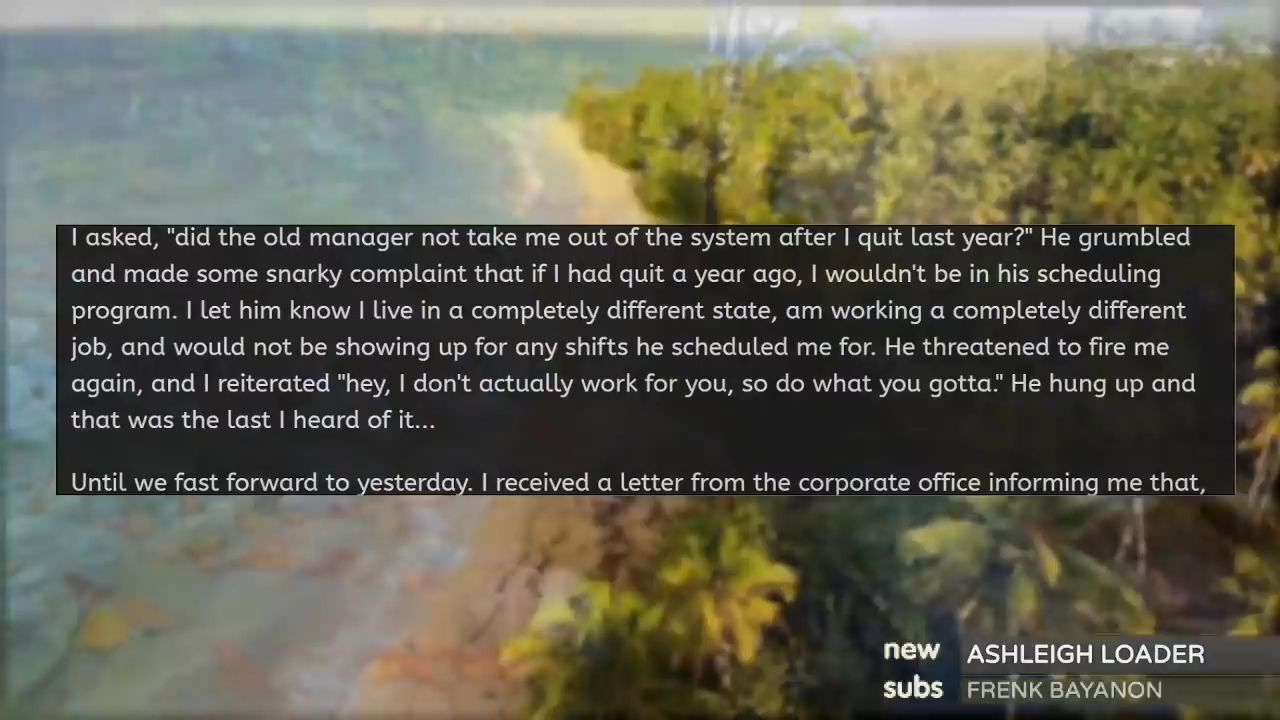 I asked, "did the old manager not take me out of the system after I quit last year?" He grumbled
and made some snarky complaint that if I had quit a year ago, I wouldn't be in his scheduling
program. I let him know I live in a completely different state, am working a completely different
job, and would not be showing up for any shifts he scheduled me for. He threatened to fire me
again, and I reiterated "hey, I don't actually work for you, so do what you gotta." He hung up and
that was the last I heard of it...
Until we fast forward to yesterday. I received a letter from the corporate office informing me that,
new
subs
ASHLEIGH LOADER
FRENK BAYANON